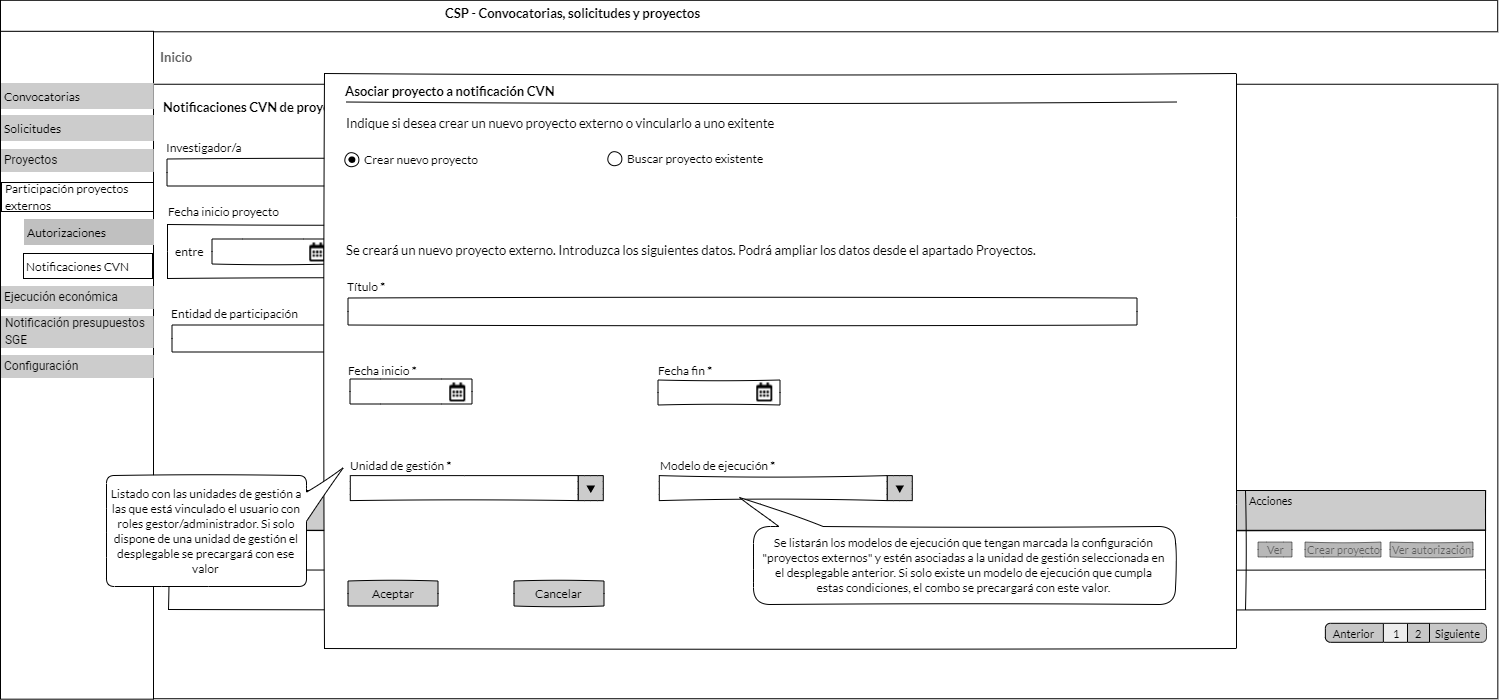 CSP - Convocatorias, solicitudes y proyectos
Inicio
Convocatorias
Solicitudes
Proyectos
Participación proyectos
externos
Autorizaciones
Notificaciones CVN
Ejecución económica
Notificación presupuestos
SGE
Configuración
Notificaciones CVN de proy
Investigador/a
Fecha inicio proyecto
entre
Entidad de participación
Asociar proyecto a notificación CVN
Indique si desea crear un nuevo proyecto externo o vincularlo a uno exitente
Crear nuevo proyecto
Buscar proyecto existente
Se creará un nuevo proyecto externo. Introduzca los siguientes datos. Podrá ampliar los datos desde el apartado Proyectos.
Título *
Fecha inicio *
Fecha fin *
Unidad de gestión *
Modelo de ejecución *
Listado con las unidades de gestión a
las que está vinculado el usuario con
roles gestor/administrador. Si solo
dispone de una unidad de gestión el
desplegable se precargará con ese
valor
Se listarán los modelos de ejecución que tengan marcada la configuración
"proyectos externos" y estén asociadas a la unidad de gestión seleccionada en
el desplegable anterior. Si solo existe un modelo de ejecución que cumpla
estas condiciones, el combo se precargará con este valor.
Aceptar
Cancelar
Acciones
Ver
Crear proyecto
Ver autorización
Anterior
1
2
Siguiente